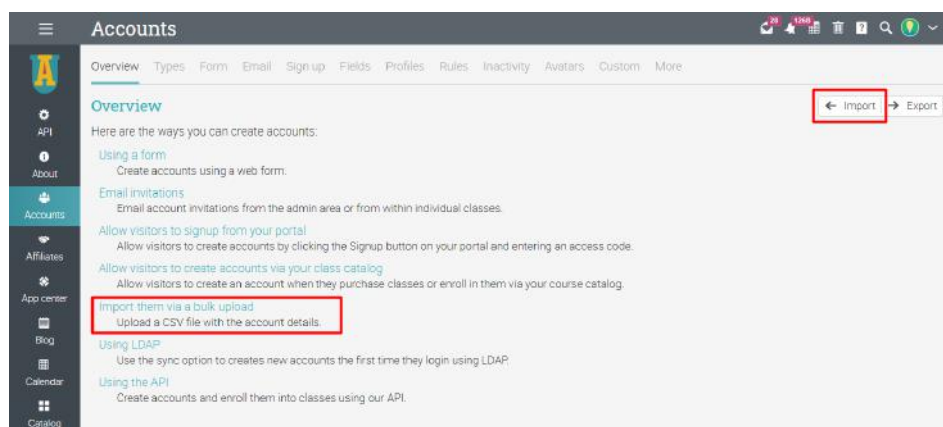 Accounts
20
1260
Overview Types Form Email Sign up Fields Profiles Rules Inactivity Avatars Custom More
Overview
Import
Export
Here are the ways you can create accounts:
Using a form
Create accounts using a web form.
Email invitations
Email account invitations from the admin area or from within individual classes.
Allow visitors to signup from your portal
Allow visitors to create accounts by clicking the Signup button on your portal and entering an access code.
Allow visitors to create accounts via your class catalog
Allow visitors to create an account when they purchase classes or enroll in them via your course catalog.
Import them via a bulk upload
Upload a CSV file with the account details.
Using LDAP
Use the sync option to creates new accounts the first time they login using LDAP.
Using the API
Create accounts and enroll them into classes using our API.
A
API
About
Accounts
Affiliates
App center
Blog
Calendar
Catalog